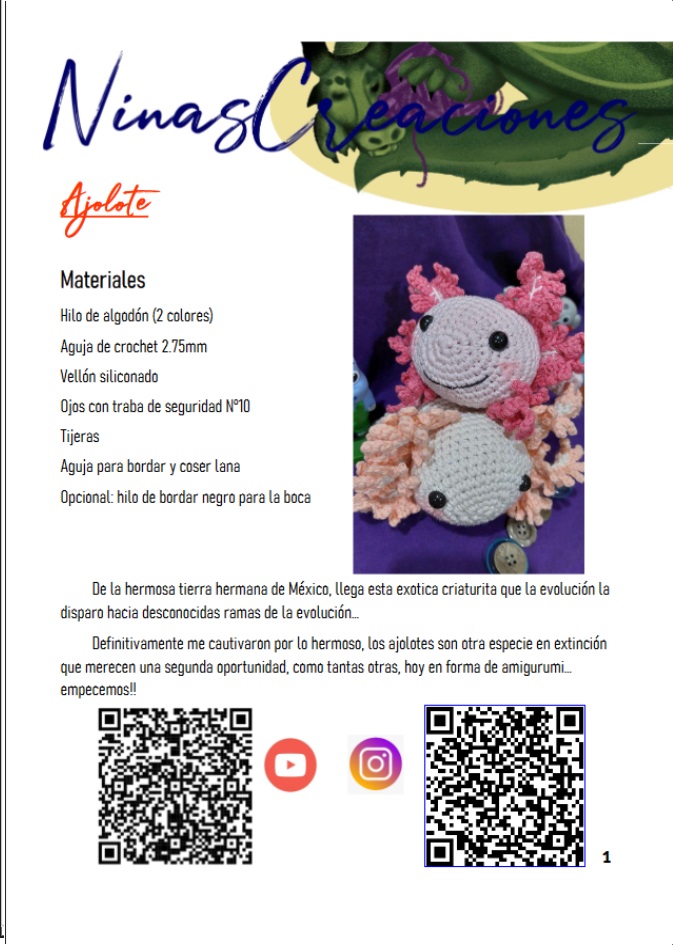 NinasCreaciones
Ajolote
Materiales
Hilo de algodón (2 colores)
Aguja de crochet 2.75mm
Vellón siliconado
Ojos con traba de seguridad N°10
Tijeras
Aguja para bordar y coser lana
Opcional: hilo de bordar negro para la boca
De la hermosa tierra hermana de México, llega esta exotica criaturita que la evolución la
disparo hacia desconocidas ramas de la evolución...
Definitivamente me cautivaron por lo hermoso, los ajolotes son otra especie en extinción
que merecen una segunda oportunidad, como tantas otras, hoy en forma de amigurumi...
empecemos!!
1